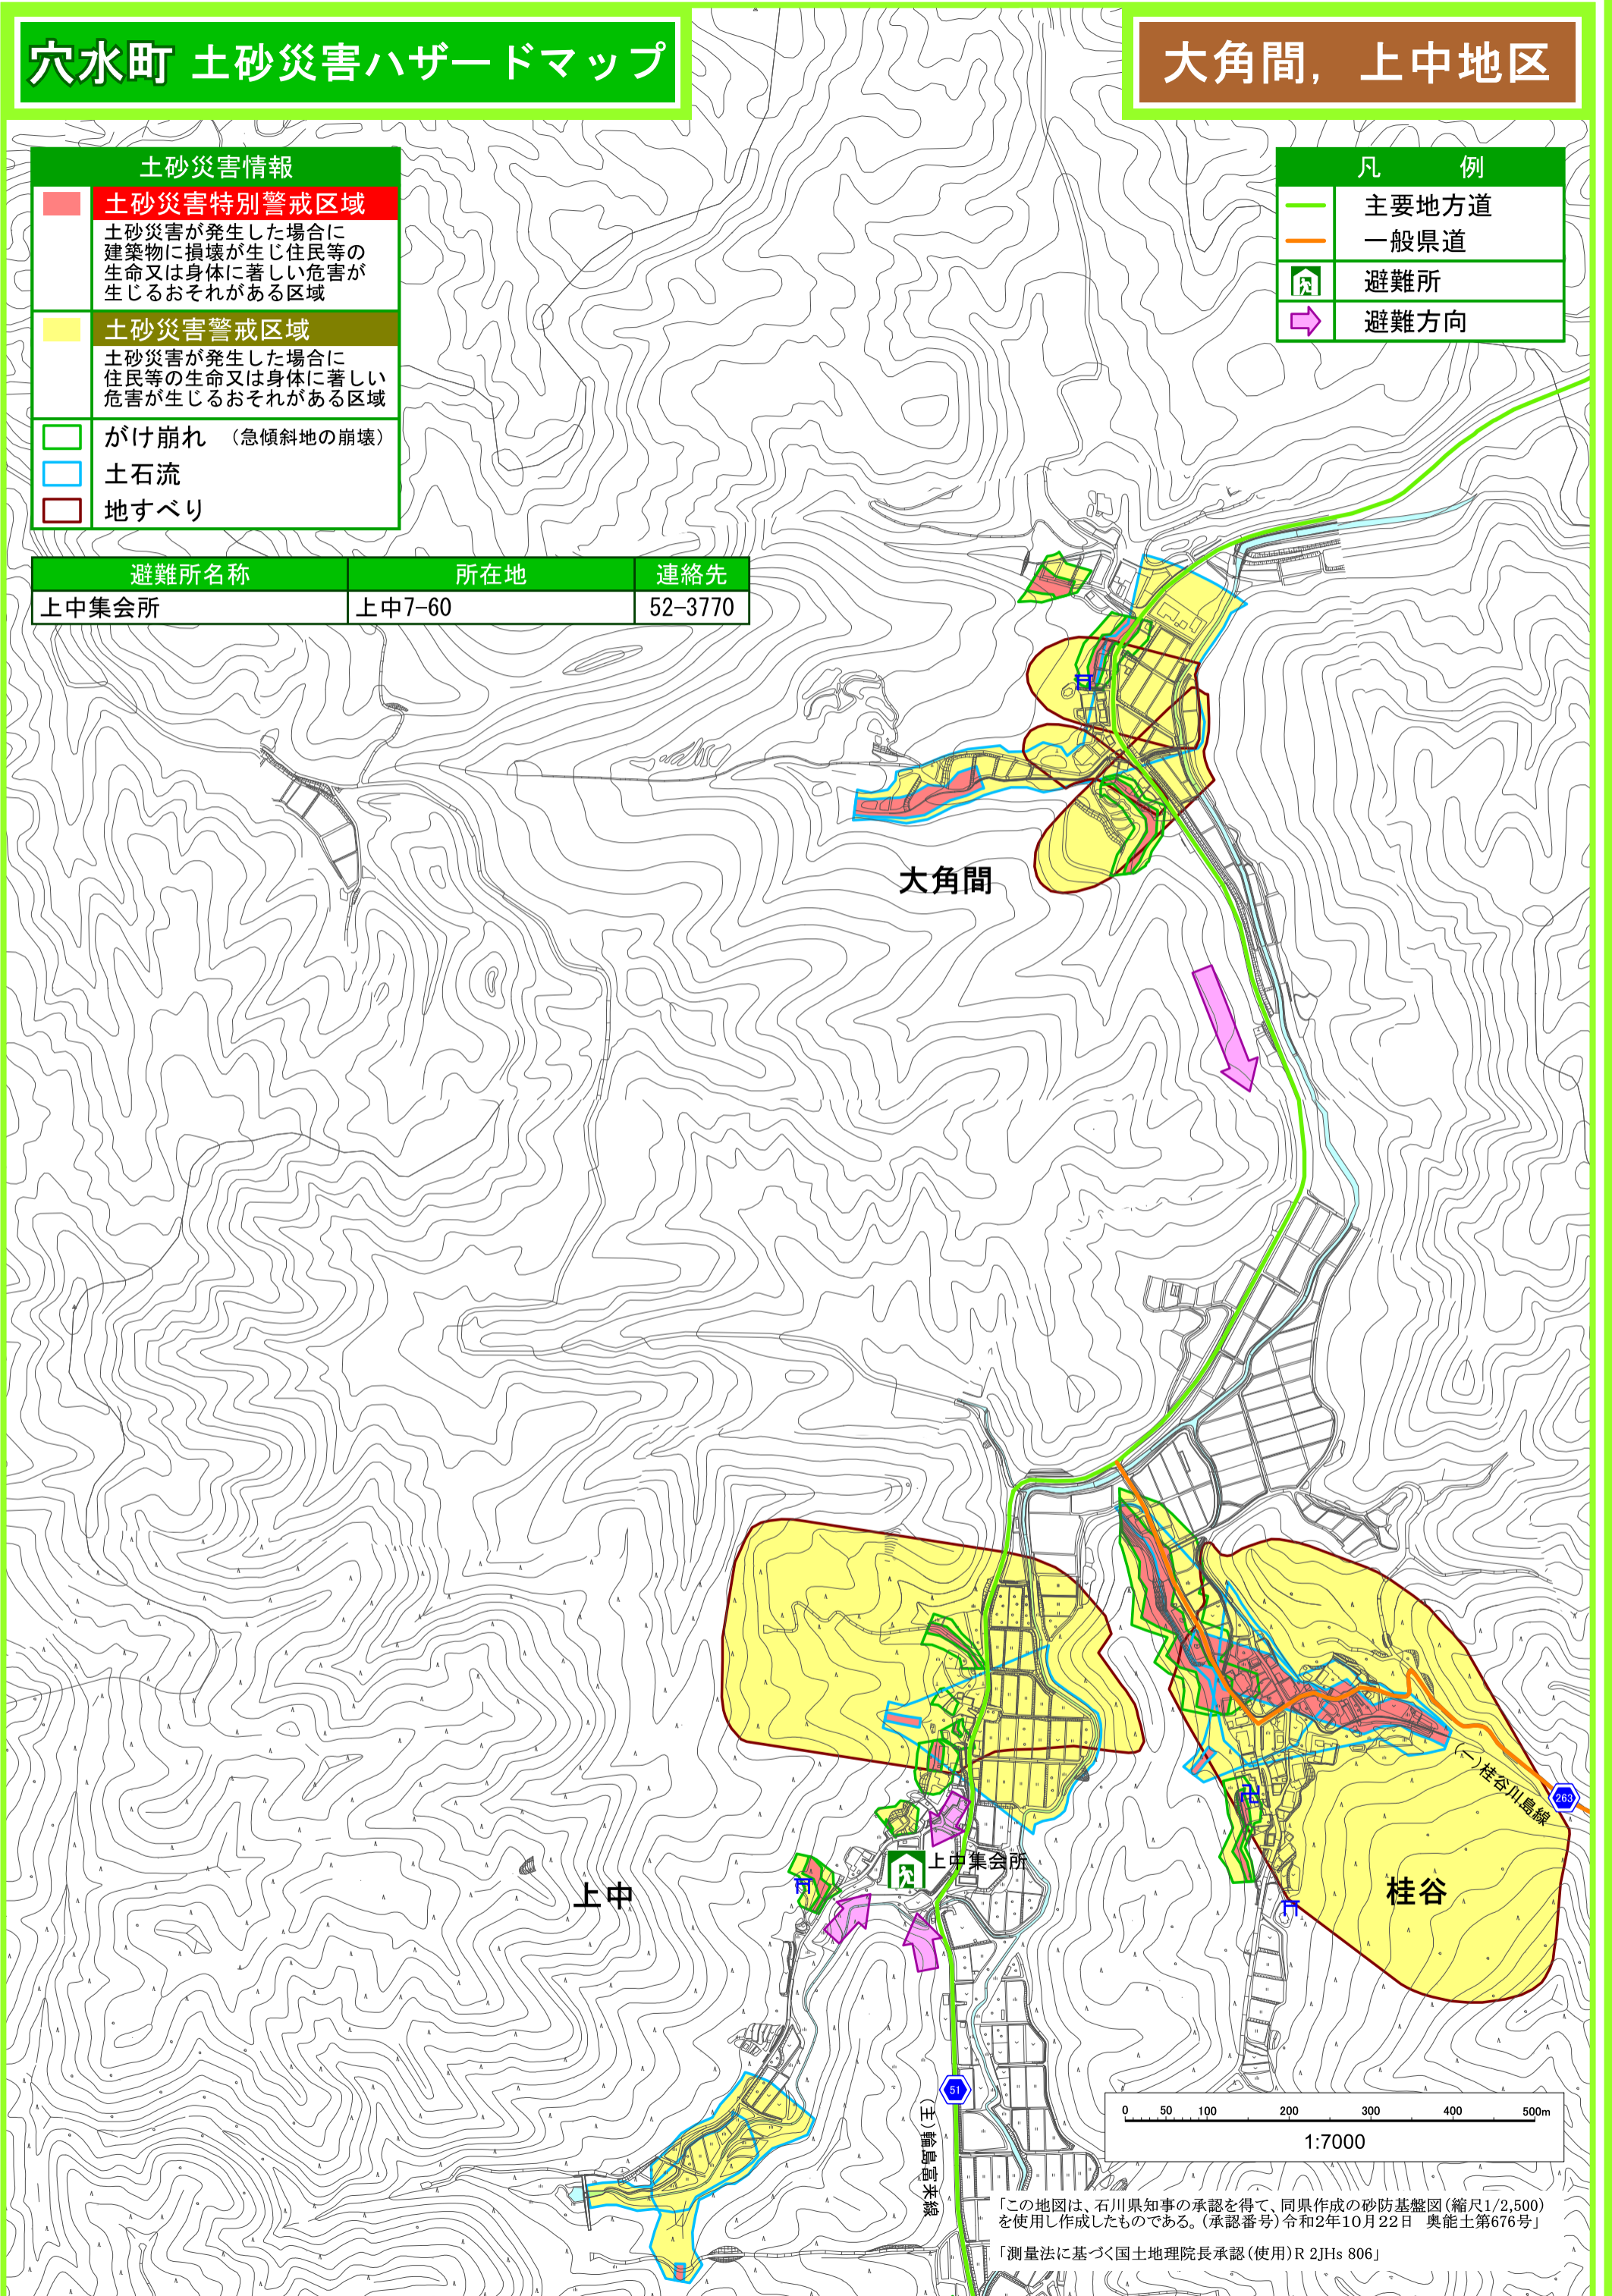 穴水町 土砂災害ハザードマップ
大角間, 上中地区
土砂災害情報
土砂災害特別警戒区域
土砂災害が発生した場合に
建築物に損壊が生じ住民等の
生命又は身体に著しい危害が
生じるおそれがある区域
土砂災害警戒区域
土砂災害が発生した場合に
住民等の生命又は身体に著しい
危害が生じるおそれがある区域
がけ崩れ (急傾斜地の崩壊)
土石流
地すべり
凡 例
主要地方道
一般県道
避難所
避難方向
避難所名称 所在地 連絡先
上中集会所 上中7-60 52-3770
大角間
(一)桂谷川島線
263
上中集会所
上中
桂谷
51
(主)輪島富来線
0 50 100 200 300 400 500m
1:7000
「この地図は、石川県知事の承認を得て、同県作成の砂防基盤図(縮尺1/2,500)
を使用し作成したものである。(承認番号)令和2年10月22日 奥能土第676号」
「測量法に基づく国土地理院長承認(使用)R 2JHs 806」